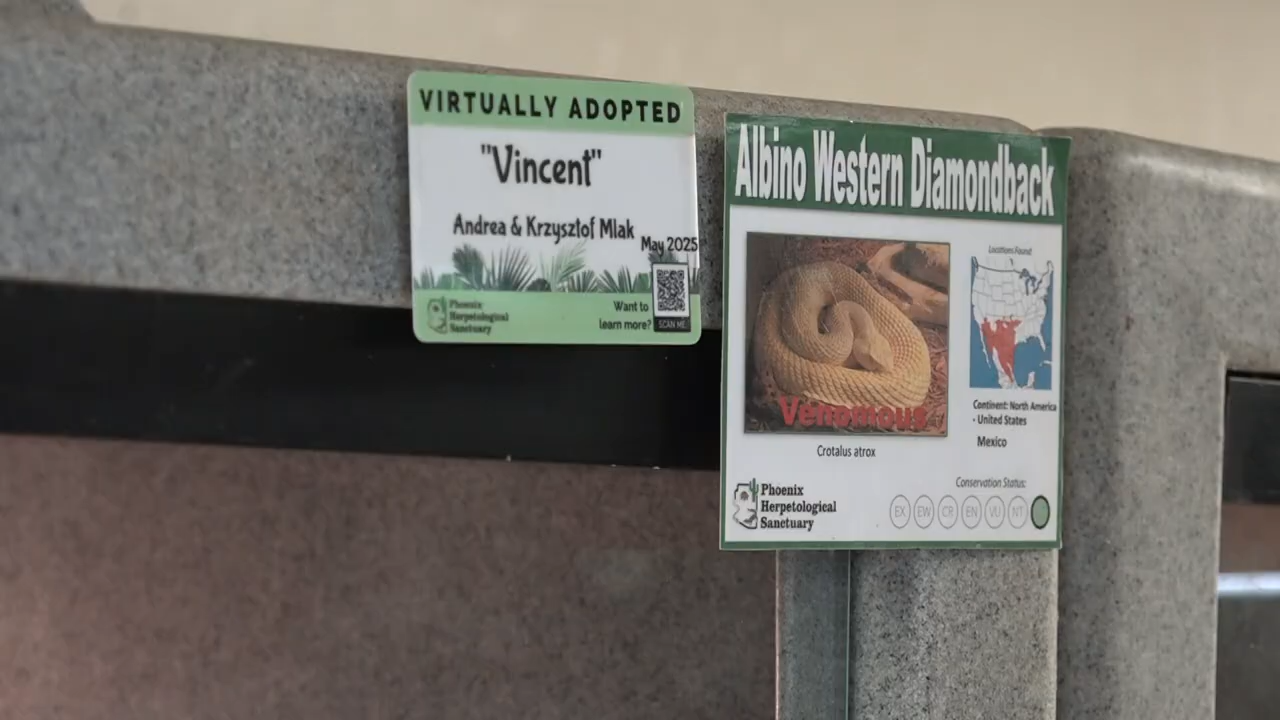 VIRTUALLY ADOPTED
"Vincent"
Andrea & Krzysztof Mlak
May 2025
Phoenix
Herpetological
Sanctuary
Want to
learn more?
SCAN ME
Albino Western Diamondback
Venomous
Crotalus atrox
Locations Found
Continent: North America
- United States
Mexico
Phoenix
Herpetological
Sanctuary
Conservation Status:
EX EW CR EN VU NT